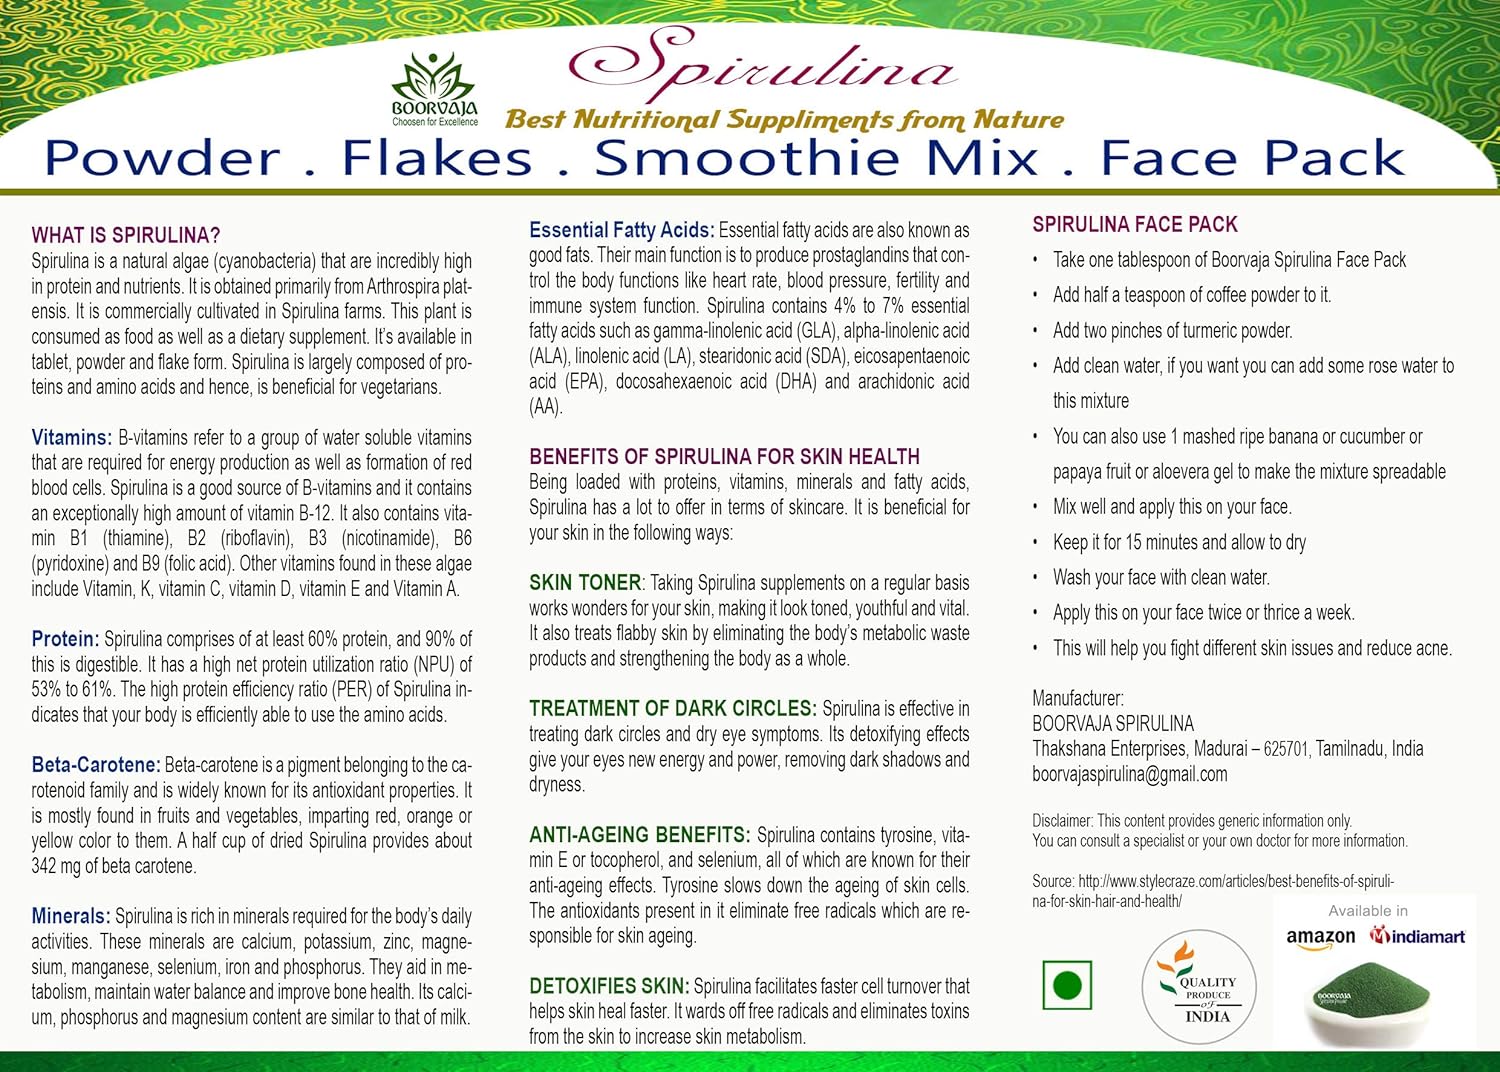 Spirulina
BOORVAJA
Choosen for Excellence
Best Nutritional Suppliments from Nature
Powder . Flakes . Smoothie Mix . Face Pack
WHAT IS SPIRULINA?
Spirulina is a natural algae (cyanobacteria) that are incredibly high
in protein and nutrients. It is obtained primarily from Arthrospira plat-
ensis. It is commercially cultivated in Spirulina farms. This plant is
consumed as food as well as a dietary supplement. It's available in
tablet, powder and flake form. Spirulina is largely composed of pro-
teins and amino acids and hence, is beneficial for vegetarians.
Vitamins: B-vitamins refer to a group of water soluble vitamins
that are required for energy production as well as formation of red
blood cells. Spirulina is a good source of B-vitamins and it contains
an exceptionally high amount of vitamin B-12. It also contains vita-
min B1 (thiamine), B2 (riboflavin), B3 (nicotinamide), B6
(pyridoxine) and B9 (folic acid). Other vitamins found in these algae
include Vitamin, K, vitamin C, vitamin D, vitamin E and Vitamin A.
Protein: Spirulina comprises of at least 60% protein, and 90% of
this is digestible. It has a high net protein utilization ratio (NPU) of
53% to 61%. The high protein efficiency ratio (PER) of Spirulina in-
dicates that your body is efficiently able to use the amino acids.
Beta-Carotene: Beta-carotene is a pigment belonging to the ca-
rotenoid family and is widely known for its antioxidant properties. It
is mostly found in fruits and vegetables, imparting red, orange or
yellow color to them. A half cup of dried Spirulina provides about
342 mg of beta carotene.
Minerals: Spirulina is rich in minerals required for the body's daily
activities. These minerals are calcium, potassium, zinc, magne-
sium, manganese, selenium, iron and phosphorus. They aid in me-
tabolism, maintain water balance and improve bone health. Its calci-
um, phosphorus and magnesium content are similar to that of milk.
Essential Fatty Acids: Essential fatty acids are also known as
good fats. Their main function is to produce prostaglandins that con-
trol the body functions like heart rate, blood pressure, fertility and
immune system function. Spirulina contains 4% to 7% essential
fatty acids such as gamma-linolenic acid (GLA), alpha-linolenic acid
(ALA), linolenic acid (LA), stearidonic acid (SDA), eicosapentaenoic
acid (EPA), docosahexaenoic acid (DHA) and arachidonic acid
(AA).
BENEFITS OF SPIRULINA FOR SKIN HEALTH
Being loaded with proteins, vitamins, minerals and fatty acids,
Spirulina has a lot to offer in terms of skincare. It is beneficial for
your skin in the following ways:
SKIN TONER: Taking Spirulina supplements on a regular basis
works wonders for your skin, making it look toned, youthful and vital.
It also treats flabby skin by eliminating the body's metabolic waste
products and strengthening the body as a whole.
TREATMENT OF DARK CIRCLES: Spirulina is effective in
treating dark circles and dry eye symptoms. Its detoxifying effects
give your eyes new energy and power, removing dark shadows and
dryness.
ANTI-AGEING BENEFITS: Spirulina contains tyrosine, vita-
min E or tocopherol, and selenium, all of which are known for their
anti-ageing effects. Tyrosine slows down the ageing of skin cells.
The antioxidants present in it eliminate free radicals which are re-
sponsible for skin ageing.
DETOXIFIES SKIN: Spirulina facilitates faster cell turnover that
helps skin heal faster. It wards off free radicals and eliminates toxins
from the skin to increase skin metabolism.
SPIRULINA FACE PACK
• Take one tablespoon of Boorvaja Spirulina Face Pack
• Add half a teaspoon of coffee powder to it.
• Add two pinches of turmeric powder.
• Add clean water, if you want you can add some rose water to
this mixture
• You can also use 1 mashed ripe banana or cucumber or
papaya fruit or aloevera gel to make the mixture spreadable
• Mix well and apply this on your face.
• Keep it for 15 minutes and allow to dry
• Wash your face with clean water.
• Apply this on your face twice or thrice a week.
• This will help you fight different skin issues and reduce acne.
Manufacturer:
BOORVAJA SPIRULINA
Thakshana Enterprises, Madurai – 625701, Tamilnadu, India
boorvajaspirulina@gmail.com
Disclaimer: This content provides generic information only.
You can consult a specialist or your own doctor for more information.
Source: http://www.stylecraze.com/articles/best-benefits-of-spiruli-
na-for-skin-hair-and-health/
Available in
amazon indiamart
QUALITY
PRODUCE
OF
INDIA
BOORVAJA